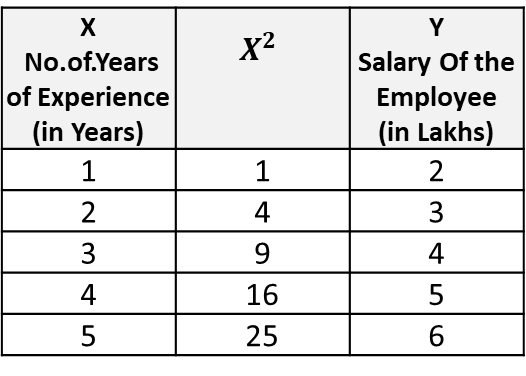 X X² Y
No.of.Years Salary Of the
of Experience Employee
(in Years) (in Lakhs)
1 1 2
2 4 3
3 9 4
4 16 5
5 25 6